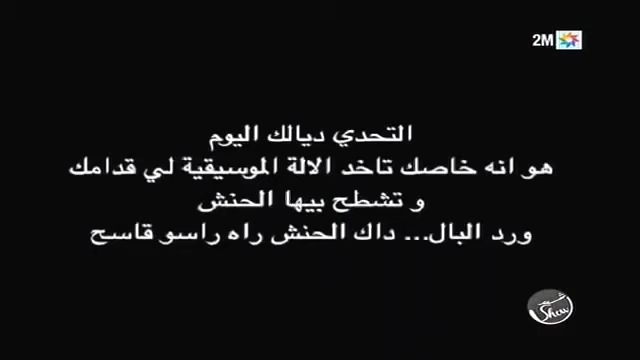 2M
التحدي ديالك اليوم
هو انه خاصك تاخد الالة الموسيقية لي قدامك
و تشطح بيها الحنش
ورد البال... داك الحنش راه راسو قاسح
Show